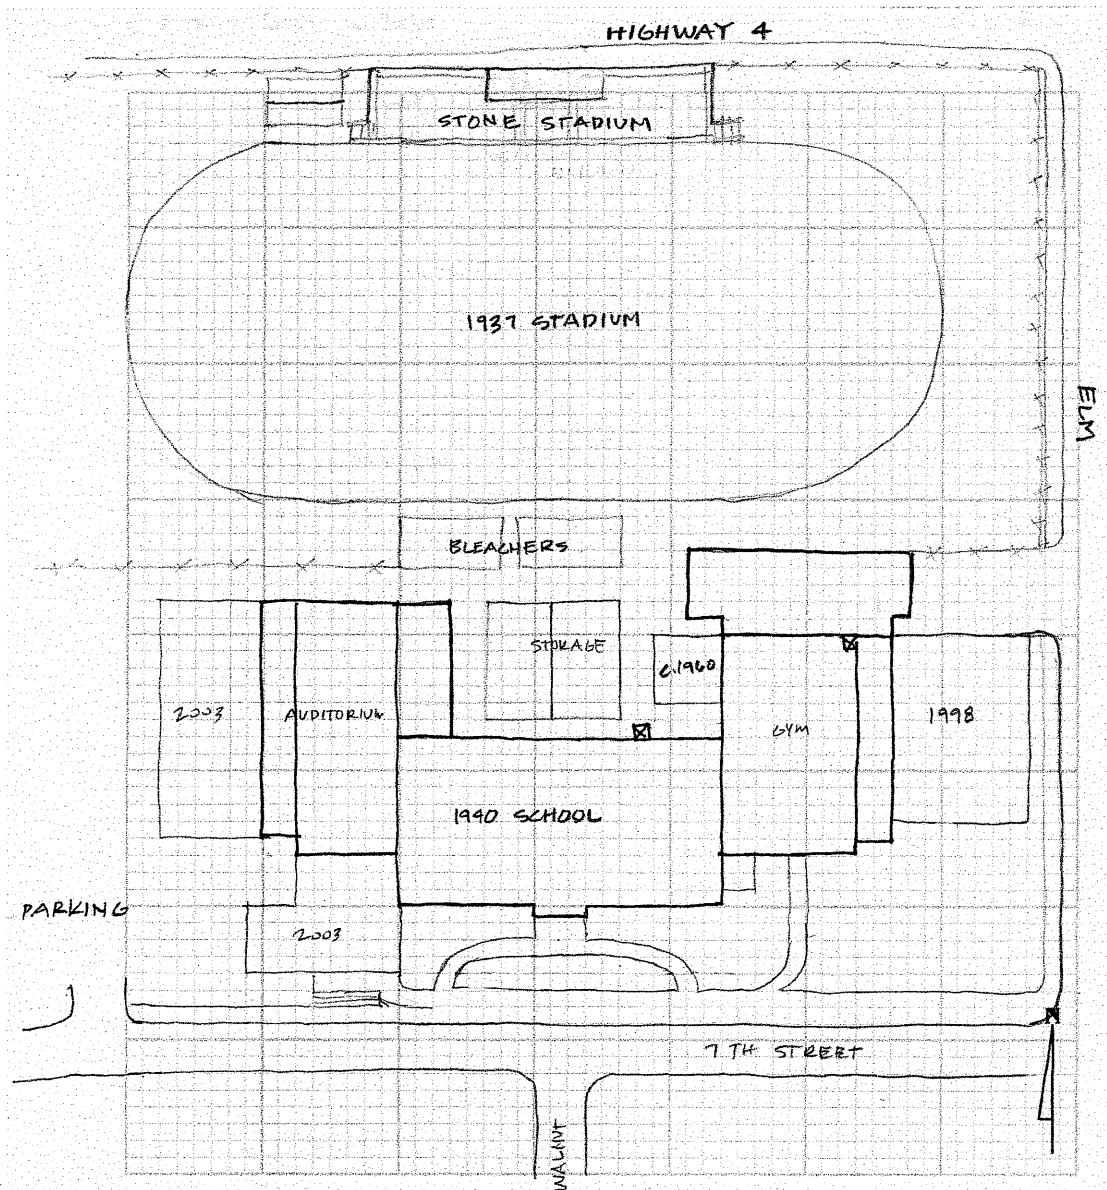 HIGHWAY 4
STONE STADIUM
1937 STADIUM
ELM
BLEACHERS
STORAGE
C.1960
2003
AUDITORIUM
GYM
1998
1940 SCHOOL
PARKING
2003
7TH STREET
WALNUT